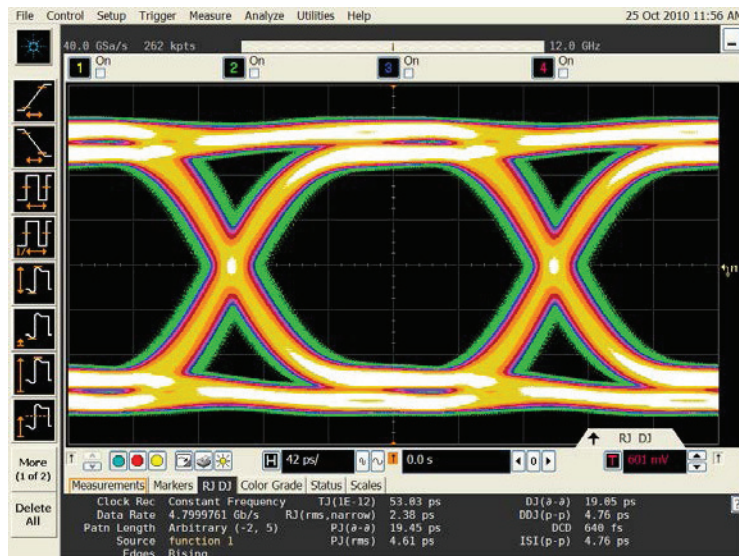 File Control Setup Trigger Measure Analyze Utilities Help 25 Oct 2010 11:56 AM
40.0 GSa/s 262 kpts 12.0 GHz
1 On 2 On 3 On 4 On
RJ DJ
H 42 ps/ T 0.0 s 0 T 601 mV
More
(1 of 2)
Delete
All
Measurements Markers RJ DJ Color Grade Status Scales
Clock Rec Constant Frequency TJ(1E-12) 53.03 ps DJ(∂-∂) 19.05 ps
Data Rate 4.7999761 Gb/s RJ(rms,narrow) 2.38 ps DDJ(p-p) 4.76 ps
Path Length Arbitrary (-2, 5) PJ(∂-∂) 19.45 ps DCD 640 fs
Source function 1 PJ(rms) 4.61 ps ISI(p-p) 4.76 ps
Edges Rising